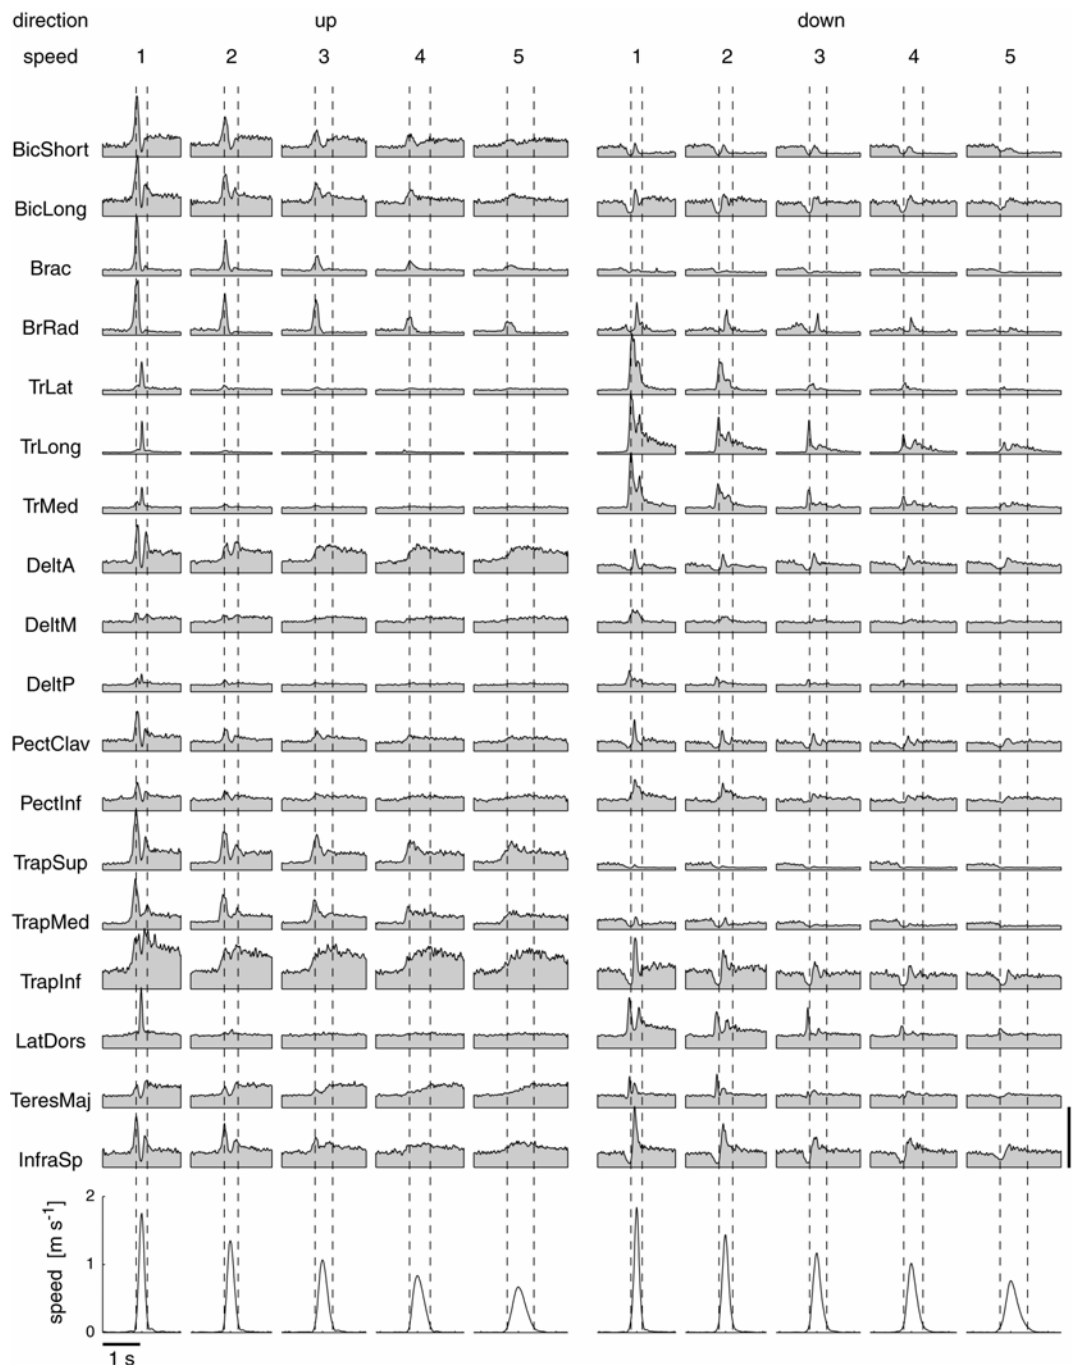 direction up down
speed 1 2 3 4 5 1 2 3 4 5
BicShort
BicLong
Brac
BrRad
TrLat
TrLong
TrMed
DeltA
DeltM
DeltP
PectClav
PectInf
TrapSup
TrapMed
TrapInf
LatDors
TeresMaj
InfraSp
speed [m s-1]
2
1
0
1 s